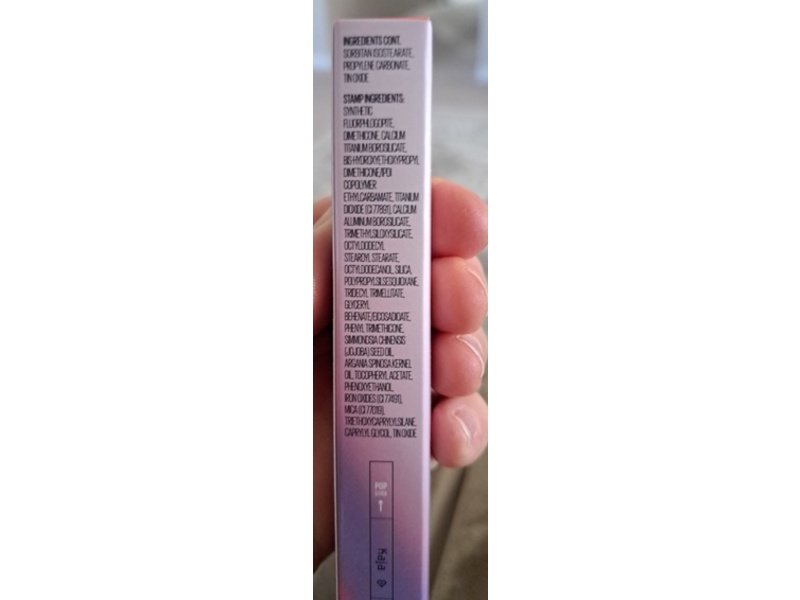 INGREDIENTS CONT.
SORBITAN ISOSTEARATE,
PROPYLENE CARBONATE,
TIN OXIDE
STAMP INGREDIENTS:
SYNTHETIC
FLUORPHLOGOPITE,
DIMETHICONE, CALCIUM
TITANIUM BOROSILICATE,
BIS-HYDROXYETHOXYPROPYL
DIMETHICONE/IPDI
COPOLYMER
ETHYLCARBAMATE, TITANIUM
DIOXIDE (CI 77891), CALCIUM
ALUMINUM BOROSILICATE,
TRIMETHYLSILOXYSILICATE,
OCTYLDODECYL
STEAROYL STEARATE,
OCTYLDODECANOL, SILICA,
POLYPROPYLSILSESQUIOXANE,
TRIDECYL TRIMELLITATE,
GLYCERYL
BEHENATE/EICOSADIOATE,
PHENYL TRIMETHICONE,
SIMMONDSIA CHINENSIS
(JOJOBA) SEED OIL,
ARGANIA SPINOSA KERNEL
OIL, TOCOPHERYL ACETATE,
PHENOXYETHANOL,
IRON OXIDES (CI 77491),
MICA (CI 77019),
TRIETHOXYCAPRYLYLSILANE,
CAPRYLYL GLYCOL, TIN OXIDE
POP
Kaja